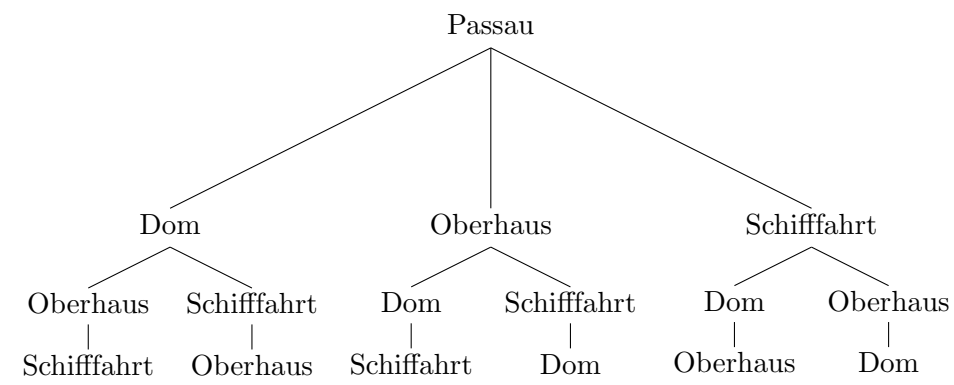 Passau
Dom Oberhaus Schifffahrt
Oberhaus Schifffahrt Dom Schifffahrt Dom Oberhaus
Schifffahrt Oberhaus Schiffahrt Dom Oberhaus Dom